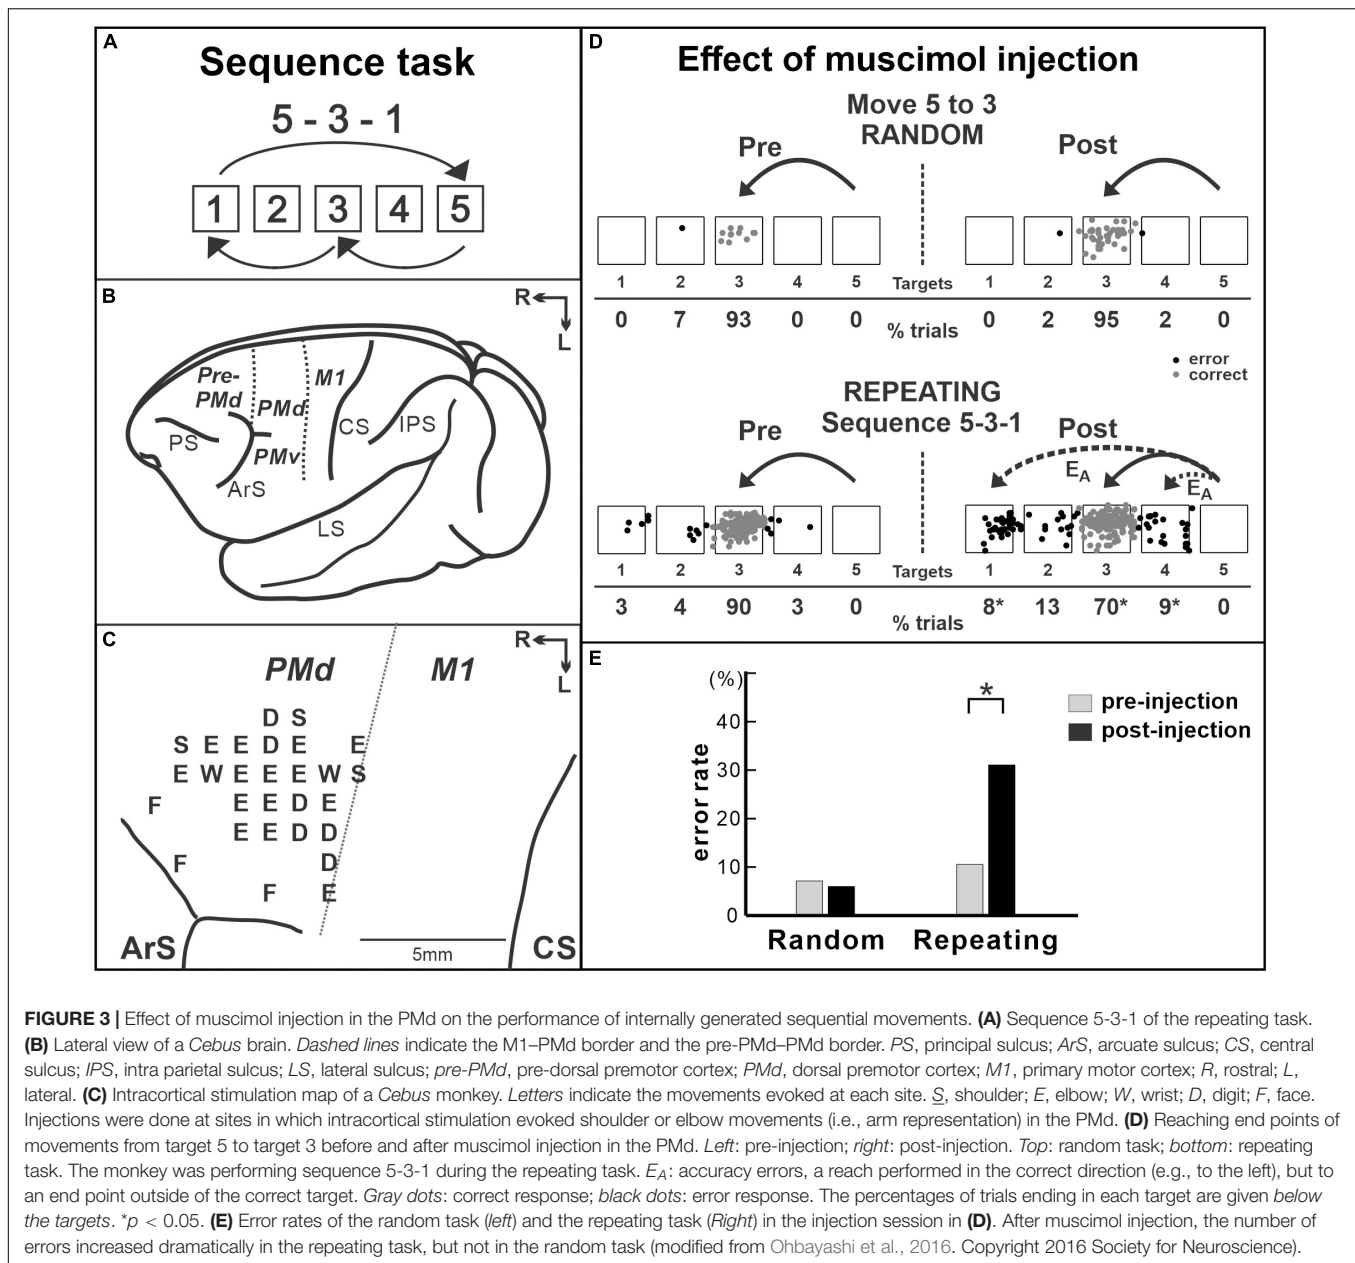 A
Sequence task
5 - 3 - 1
1 2 3 4 5
B
R
L
Pre-
PMd
PMd
M1
PS
CS
IPS
PMv
ArS
LS
C
R
L
PMd M1
D S
S E E D E E
E W E E E W S
F E E D E
E E D D
F D
F E
ArS 5mm CS
D
Effect of muscimol injection
Move 5 to 3
RANDOM
Pre Post
1 2 3 4 5 Targets 1 2 3 4 5
0 7 93 0 0 % trials 0 2 95 2 0
error
correct
REPEATING
Sequence 5-3-1
Pre Post
EA
EA
1 2 3 4 5 Targets 1 2 3 4 5
3 4 90 3 0 % trials 8* 13 70* 9* 0
E
(%)
40
30
20
10
0
error rate
*
pre-injection
post-injection
Random Repeating
FIGURE 3 | Effect of muscimol injection in the PMd on the performance of internally generated sequential movements. (A) Sequence 5-3-1 of the repeating task.
(B) Lateral view of a Cebus brain. Dashed lines indicate the M1–PMd border and the pre-PMd–PMd border. PS, principal sulcus; ArS, arcuate sulcus; CS, central
sulcus; IPS, intra parietal sulcus; LS, lateral sulcus; pre-PMd, pre-dorsal premotor cortex; PMd, dorsal premotor cortex; M1, primary motor cortex; R, rostral; L,
lateral. (C) Intracortical stimulation map of a Cebus monkey. Letters indicate the movements evoked at each site. S, shoulder; E, elbow; W, wrist; D, digit; F, face.
Injections were done at sites in which intracortical stimulation evoked shoulder or elbow movements (i.e., arm representation) in the PMd. (D) Reaching end points of
movements from target 5 to target 3 before and after muscimol injection in the PMd. Left: pre-injection; right: post-injection. Top: random task; bottom: repeating
task. The monkey was performing sequence 5-3-1 during the repeating task. EA: accuracy errors, a reach performed in the correct direction (e.g., to the left), but to
an end point outside of the correct target. Gray dots: correct response; black dots: error response. The percentages of trials ending in each target are given below
the targets. *p < 0.05. (E) Error rates of the random task (left) and the repeating task (Right) in the injection session in (D). After muscimol injection, the number of
errors increased dramatically in the repeating task, but not in the random task (modified from Ohbayashi et al., 2016. Copyright 2016 Society for Neuroscience).